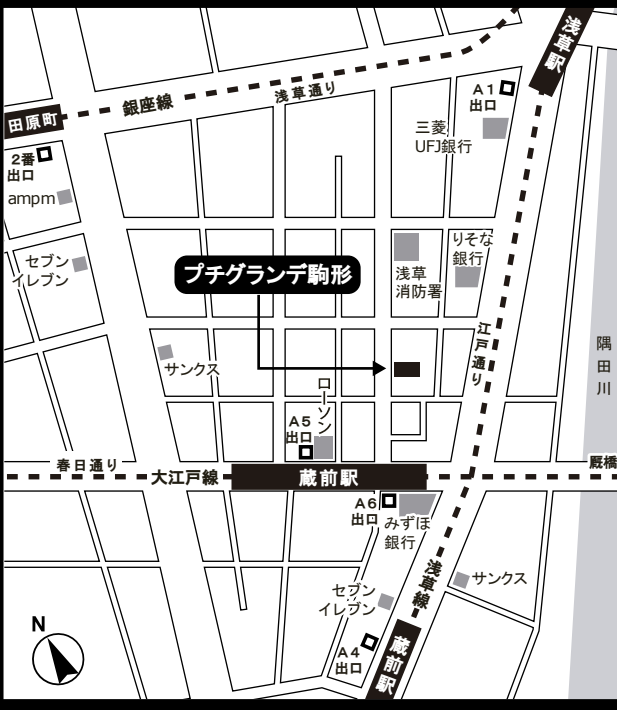 浅草駅
A1
出口
銀座線
浅草通り
田原町
三菱
UFJ銀行
2番
出口
ampm
セブン
イレブン
りそな
銀行
浅草
消防署
プチグランデ駒形
江戸通り
隅田川
サンクス
ローソン
A5
出口
春日通り
大江戸線
蔵前駅
厩橋
A6
出口
みずほ
銀行
浅草線
サンクス
セブン
イレブン
N
A4
出口
蔵前駅